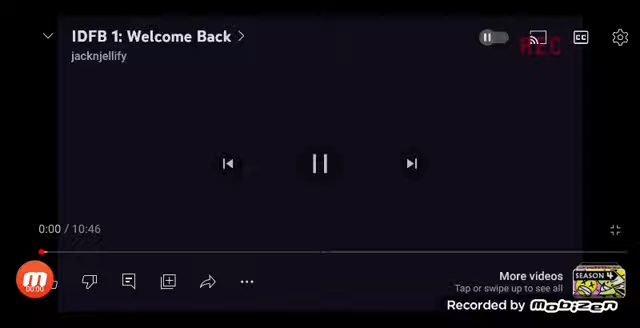 IDFB 1: Welcome Back
jacknjellify
REC
CC
0:00 / 10:46
00:00
More videos
Tap or swipe up to see all
SEASON 4
Recorded by Mobizen